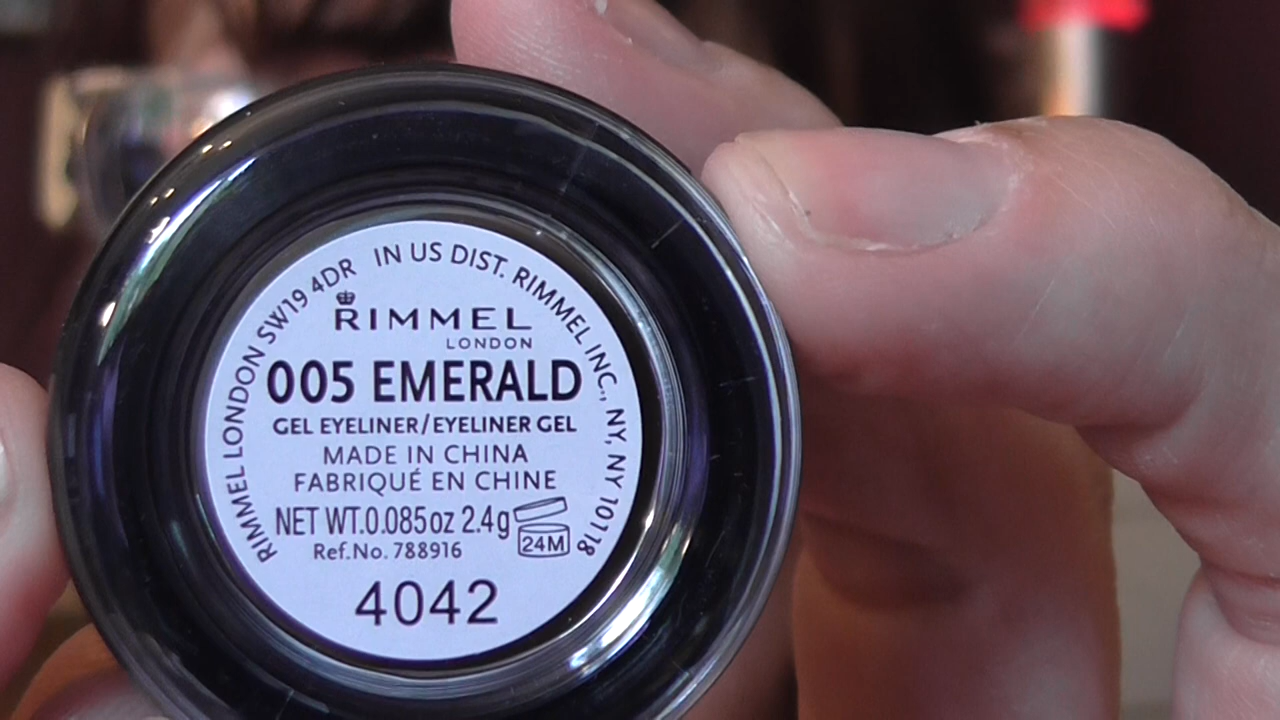 RIMMEL LONDON SW19 4DR IN US DIST. RIMMEL INC., NY, NY 10118
RIMMEL
LONDON
005 EMERALD
GEL EYELINER/EYELINER GEL
MADE IN CHINA
FABRIQUÉ EN CHINE
NET WT.0.085oz 2.4g
24M
Ref.No. 788916
4042